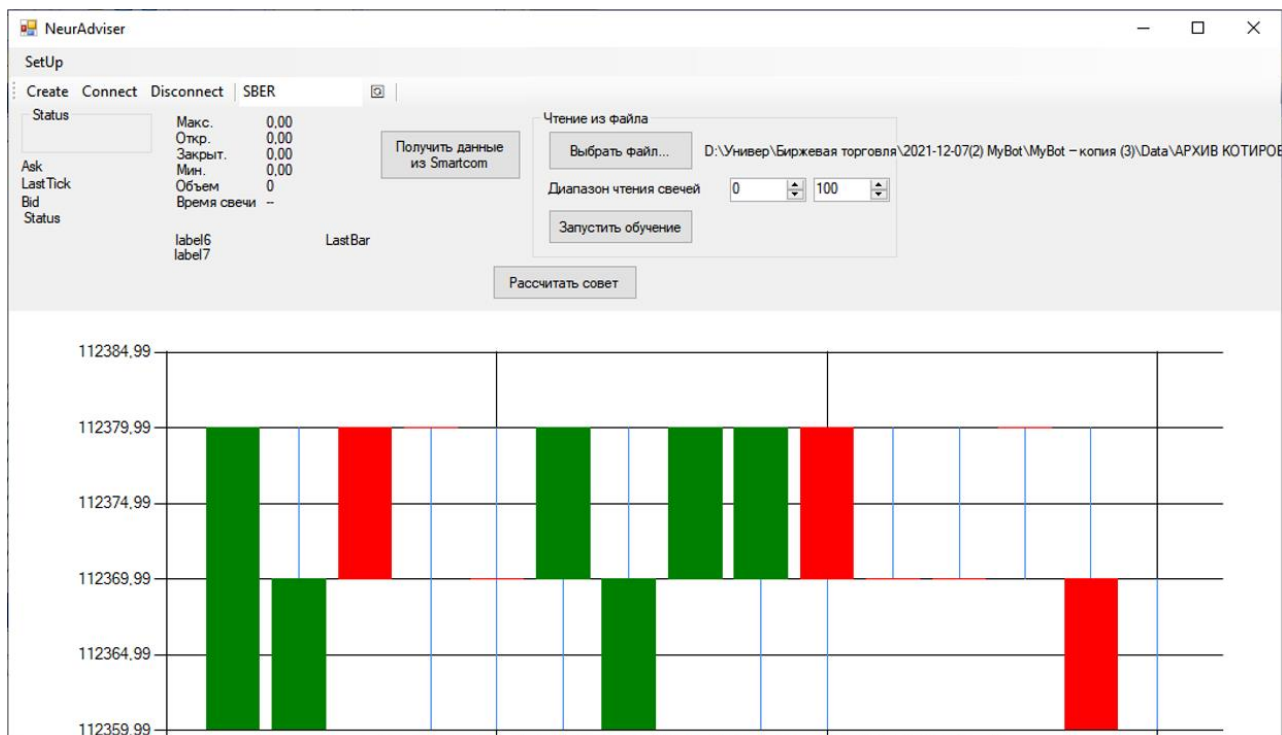 NeurAdviser
SetUp
Create Connect Disconnect SBER
Status
Ask
LastTick
Bid
Status
Макс. 0,00
Откр. 0,00
Закрыт. 0,00
Мин. 0,00
Объем 0
Время свечи --
label6 LastBar
label7
Получить данные
из Smartcom
Чтение из файла
Выбрать файл... D:\Универ\Биржевая торговля\2021-12-07(2) MyBot\MyBot – копия (3)\Data\АРХИВ КОТИРОВ
Диапазон чтения свечей 0 100
Запустить обучение
Рассчитать совет
112384,99
112379,99
112374,99
112369,99
112364,99
112359,99